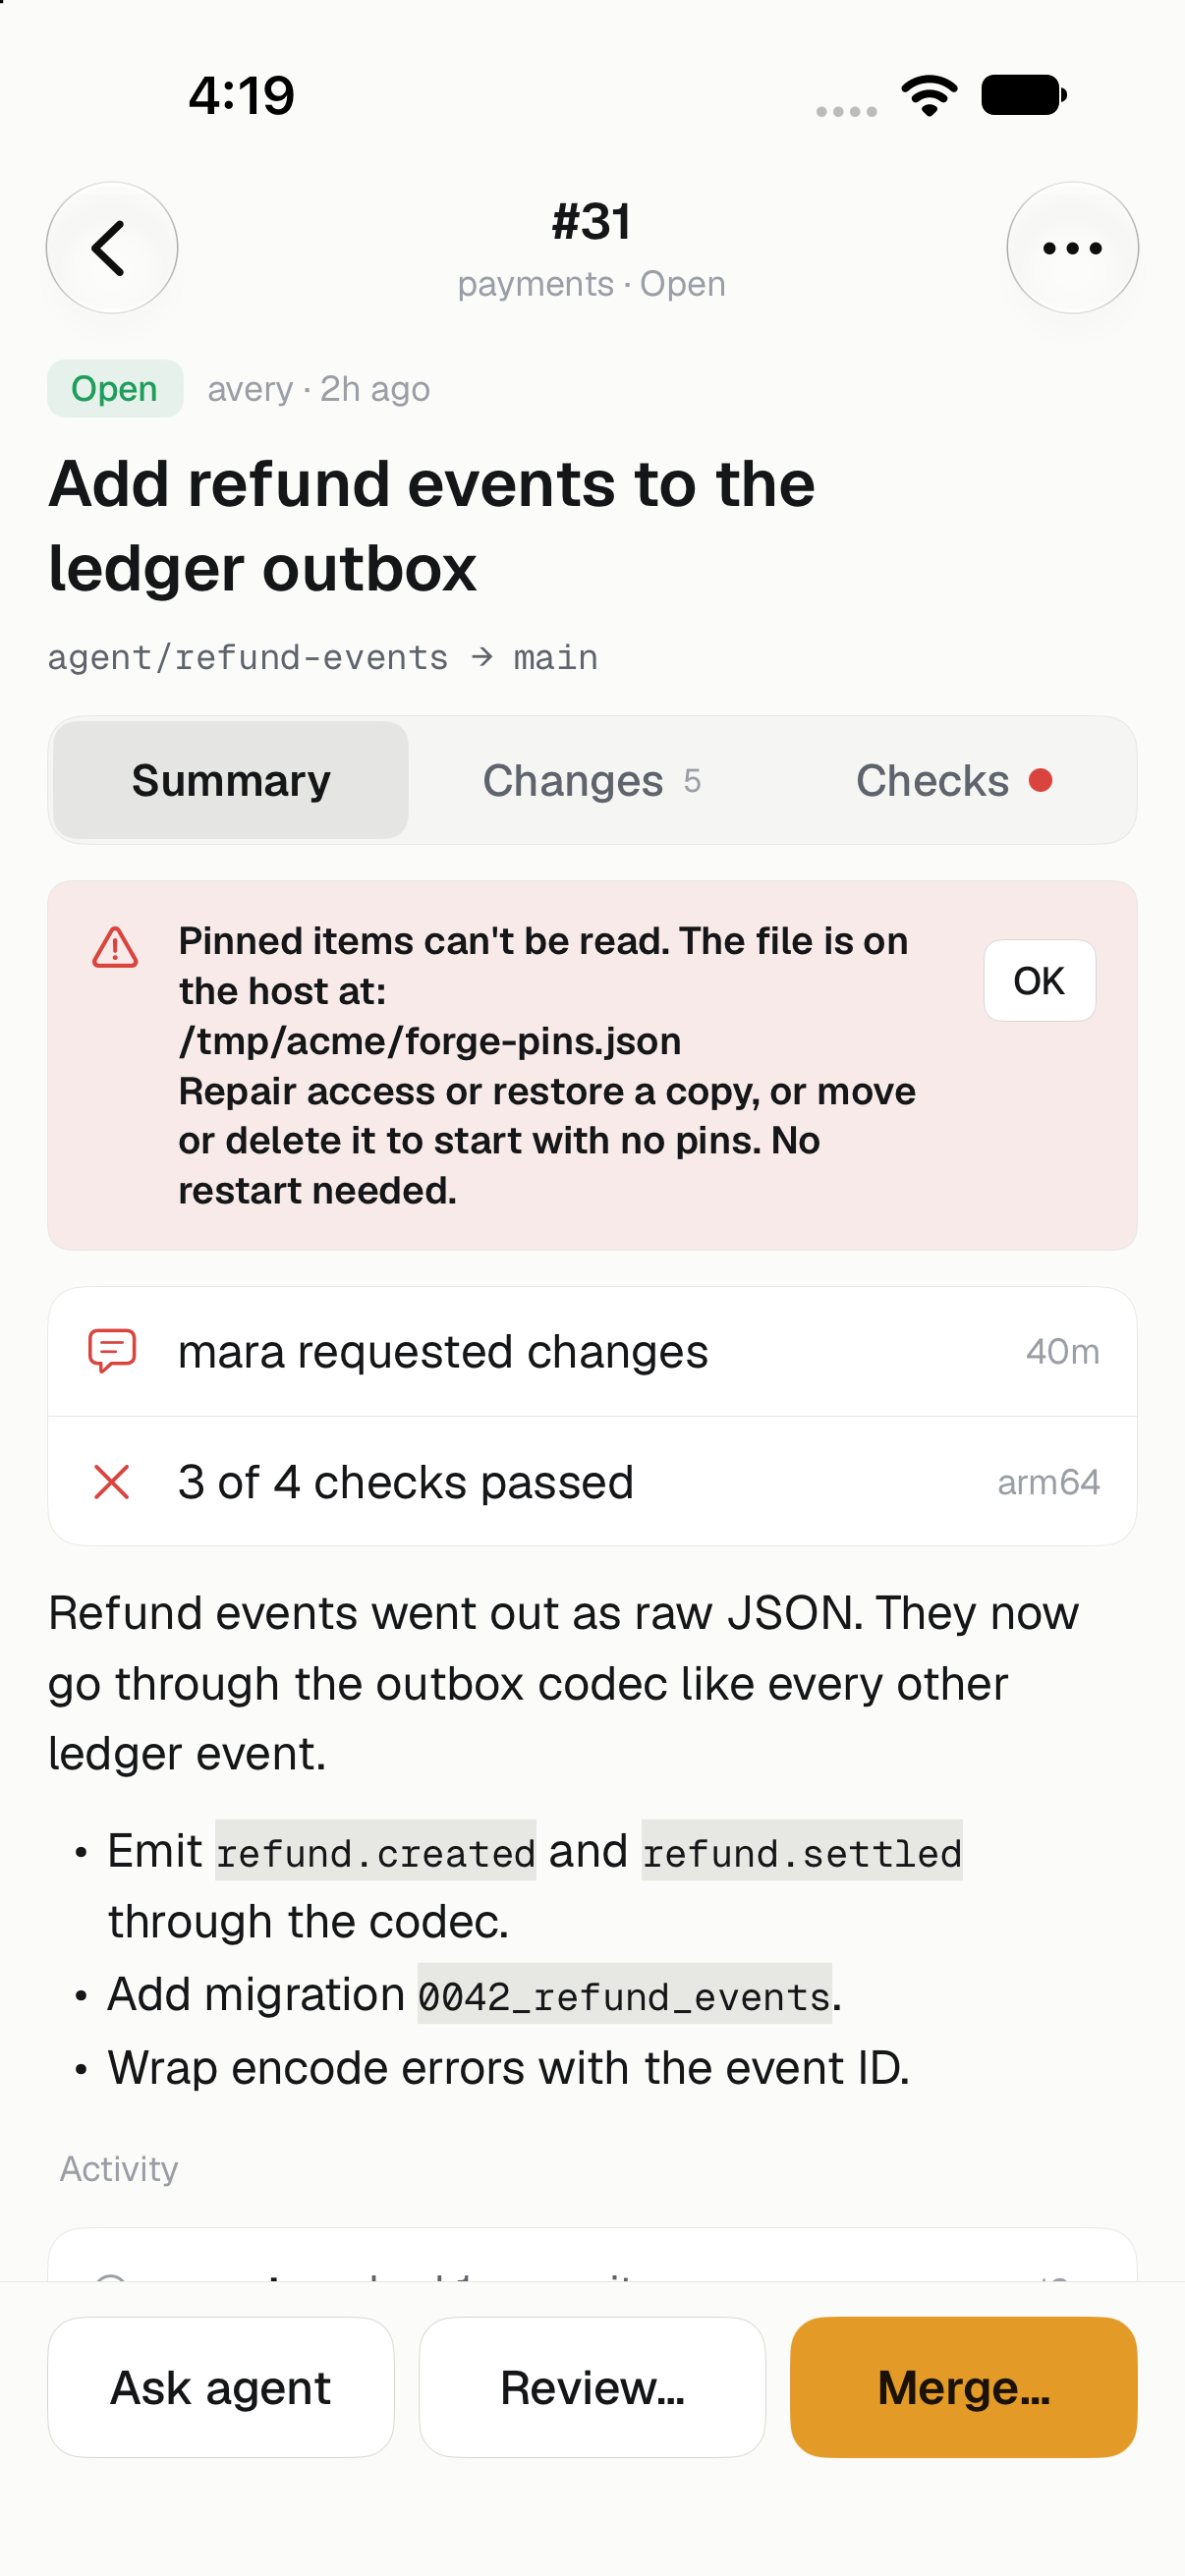 4:19
#31
payments · Open
Open avery · 2h ago
Add refund events to the
ledger outbox
agent/refund-events → main
Summary Changes 5 Checks
Pinned items can't be read. The file is on
the host at:
/tmp/acme/forge-pins.json
Repair access or restore a copy, or move
or delete it to start with no pins. No
restart needed.
OK
mara requested changes 40m
3 of 4 checks passed arm64
Refund events went out as raw JSON. They now
go through the outbox codec like every other
ledger event.
• Emit refund.created and refund.settled
through the codec.
• Add migration 0042_refund_events.
• Wrap encode errors with the event ID.
Activity
Ask agent Review… Merge…